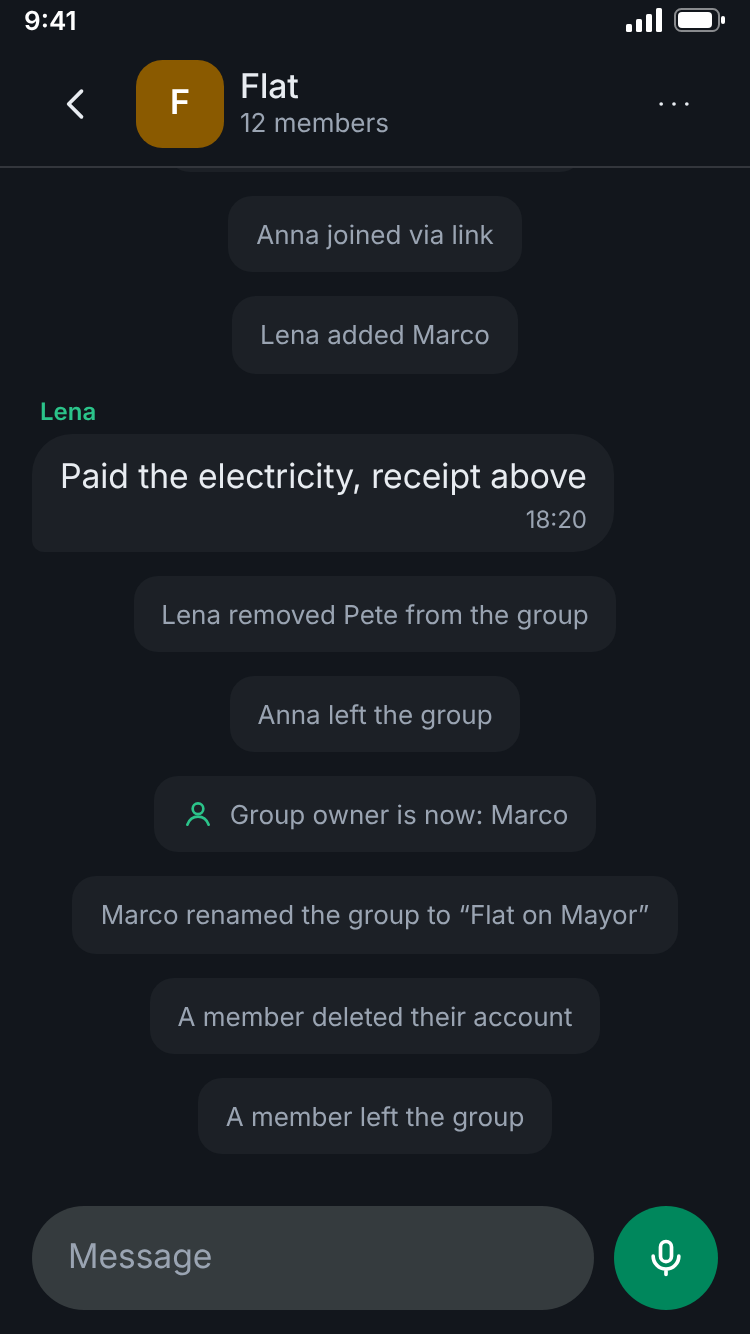 9:41
F
Flat
12 members
Anna joined via link
Lena added Marco
Lena
Paid the electricity, receipt above
18:20
Lena removed Pete from the group
Anna left the group
Group owner is now: Marco
Marco renamed the group to “Flat on Mayor”
A member deleted their account
A member left the group
Message